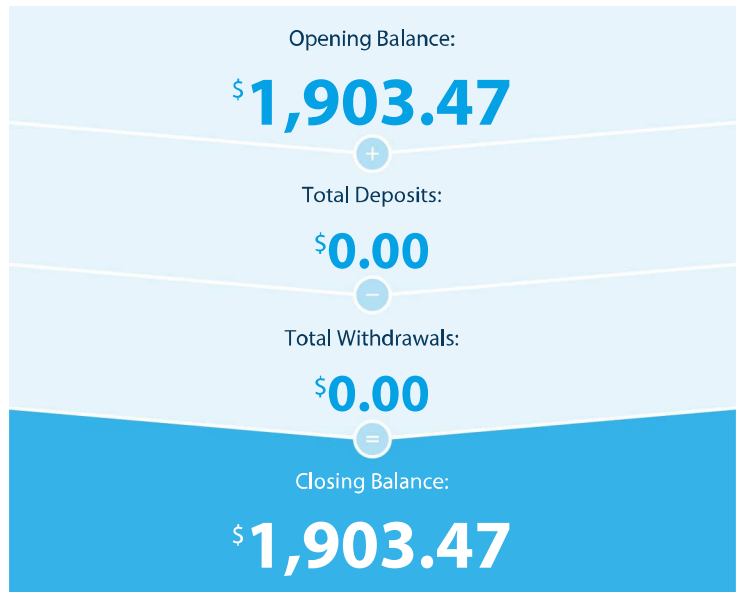 Opening Balance:
$1,903.47
+
Total Deposits:
$0.00
−
Total Withdrawals:
$0.00
=
Closing Balance:
$1,903.47